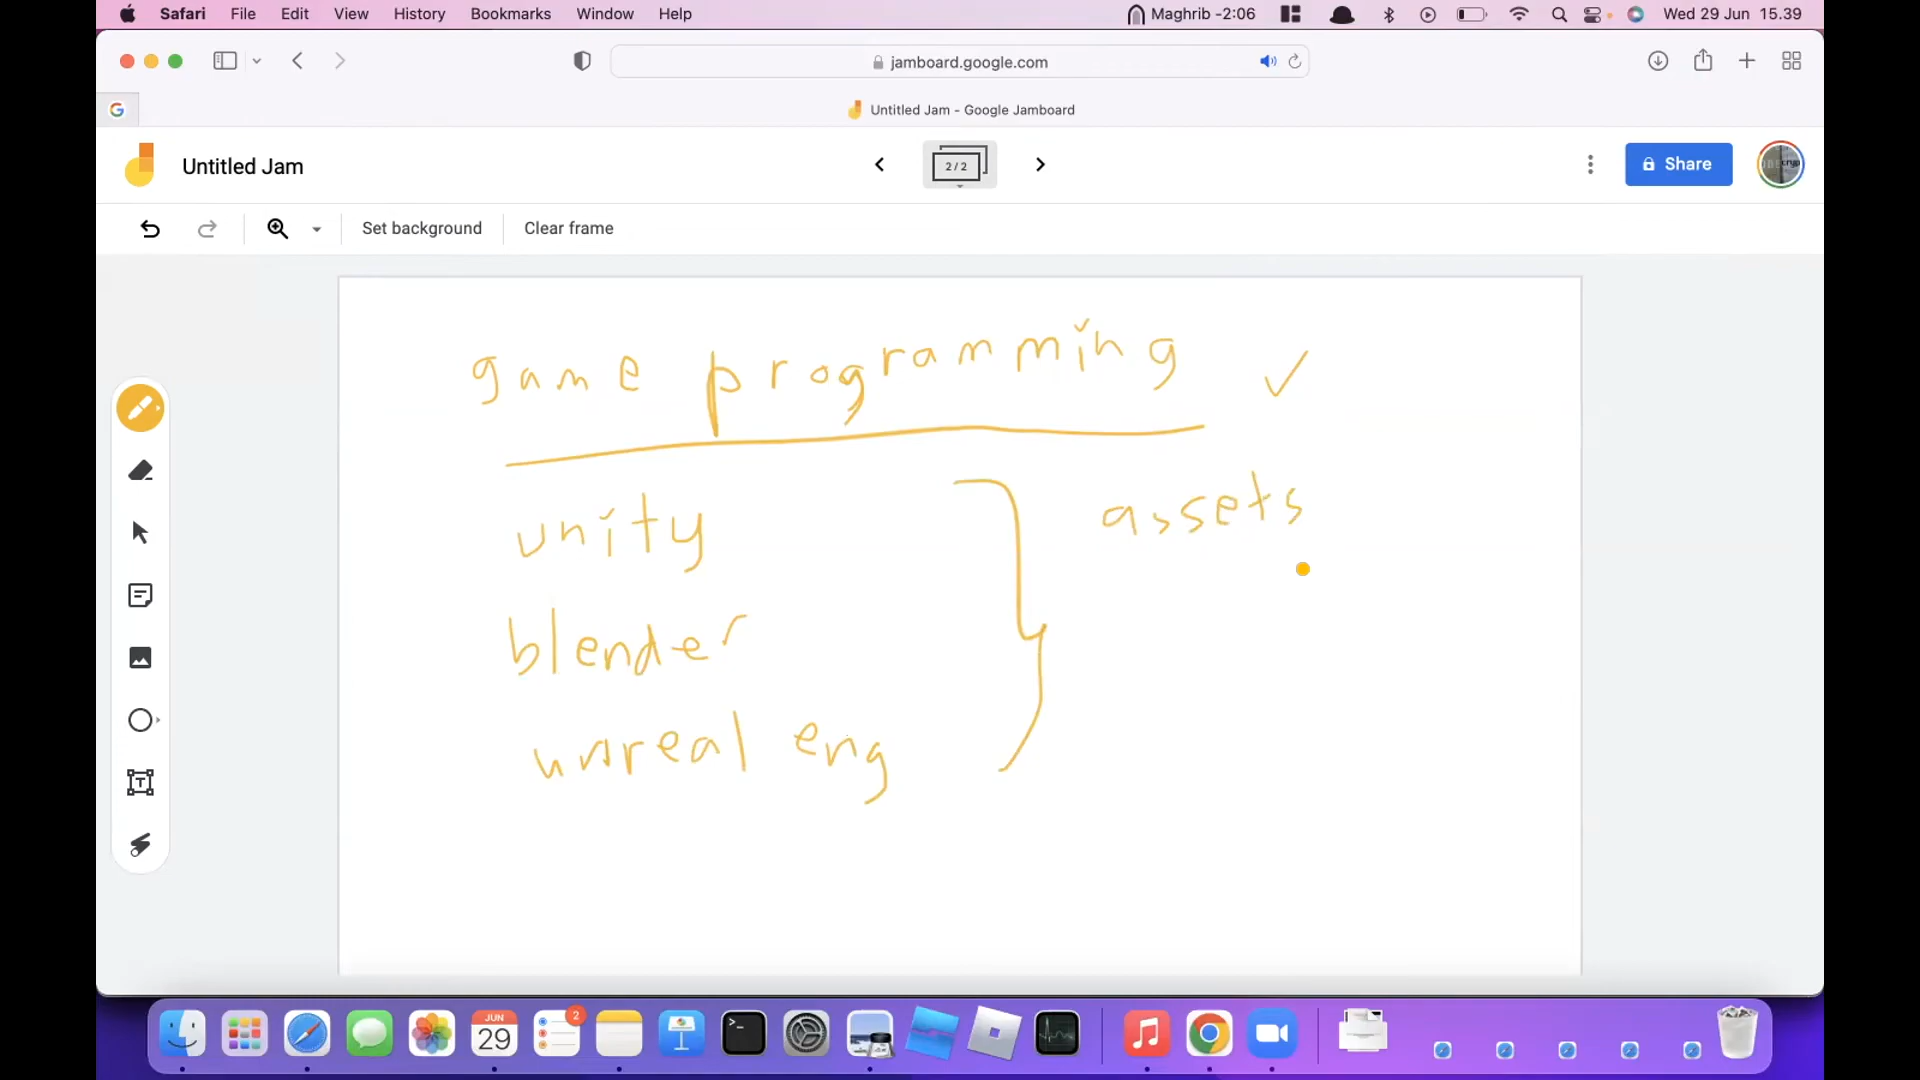 Safari File Edit View History Bookmarks Window Help Maghrib -2:06 Wed 29 Jun 15.39
jamboard.google.com
G Untitled Jam - Google Jamboard
Untitled Jam 2/2 Share
Set background Clear frame
game programming
unity assets
blender
unreal eng
T
JUN
29
2